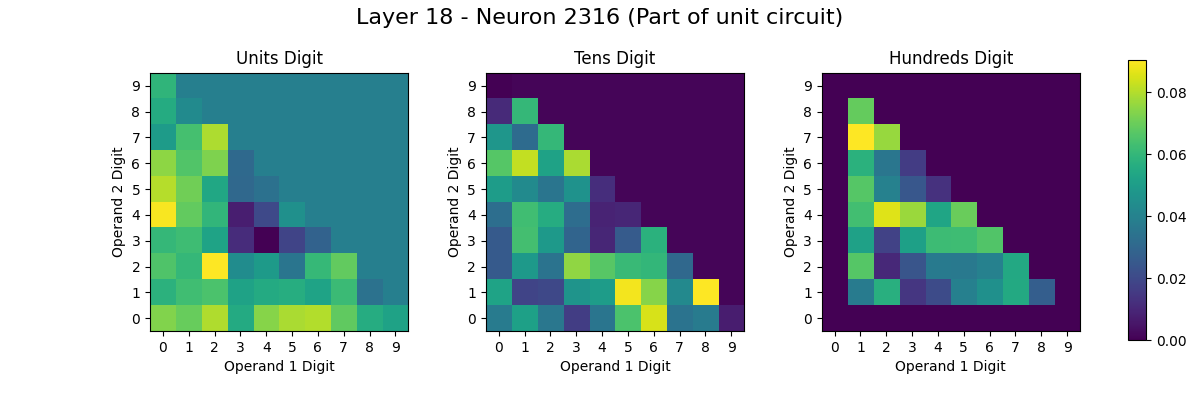 Layer 18 - Neuron 2316 (Part of unit circuit)
Units Digit
Tens Digit
Hundreds Digit
9
8
7
6
5
4
3
2
1
0
Operand 2 Digit
0 1 2 3 4 5 6 7 8 9
Operand 1 Digit
9
8
7
6
5
4
3
2
1
0
Operand 2 Digit
0 1 2 3 4 5 6 7 8 9
Operand 1 Digit
9
8
7
6
5
4
3
2
1
0
Operand 2 Digit
0 1 2 3 4 5 6 7 8 9
Operand 1 Digit
0.08
0.06
0.04
0.02
0.00